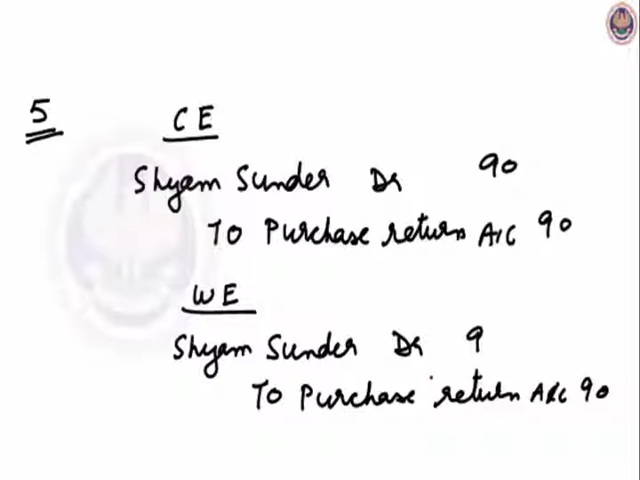 5
CE
Shyam Sunder Dr 90
To Purchase return A/C 90
WE
Shyam Sunder Dr 9
To Purchase return A/C 90